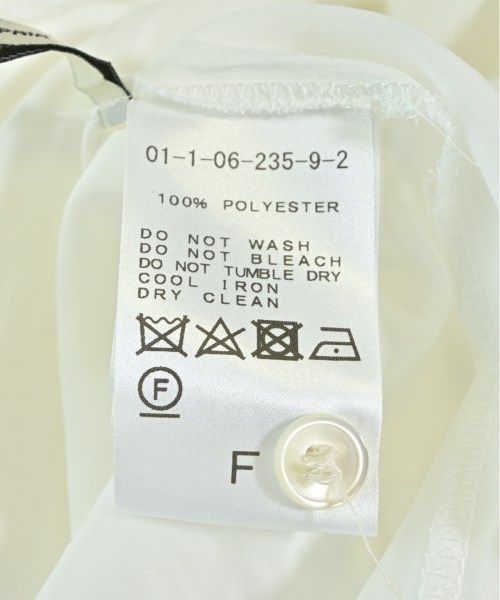 01-1-06-235-9-2
100% POLYESTER
DO NOT WASH
DO NOT BLEACH
DO NOT TUMBLE DRY
COOL IRON
DRY CLEAN
F
F